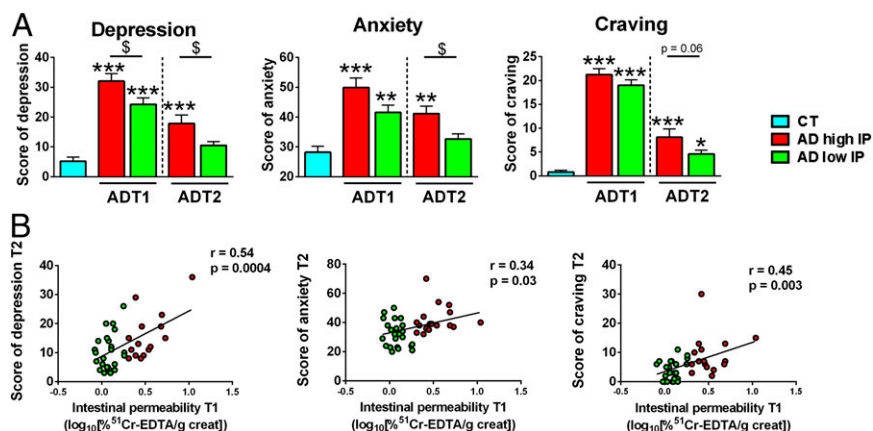 A
Depression
Score of depression
40
30
20
10
0
***
$
***
***
$
ADT1 ADT2
Anxiety
Score of anxiety
60
50
40
30
20
***
**
**
$
ADT1 ADT2
Craving
Score of craving
25
20
15
10
5
0
***
***
***
p = 0.06
*
ADT1 ADT2
CT
AD high IP
AD low IP
B
Score of depression T2
40
30
20
10
0
r = 0.54
p = 0.0004
-0.5 0.0 0.5 1.0 1.5
Intestinal permeability T1
(log10[%51Cr-EDTA/g creat])
Score of anxiety T2
80
60
40
20
0
r = 0.34
p = 0.03
-0.5 0.0 0.5 1.0 1.5
Intestinal permeability T1
(log10[%51Cr-EDTA/g creat])
Score of craving T2
40
30
20
10
0
r = 0.45
p = 0.003
-0.5 0.0 0.5 1.0 1.5
Intestinal permeability T1
(log10[%51Cr-EDTA/g creat])